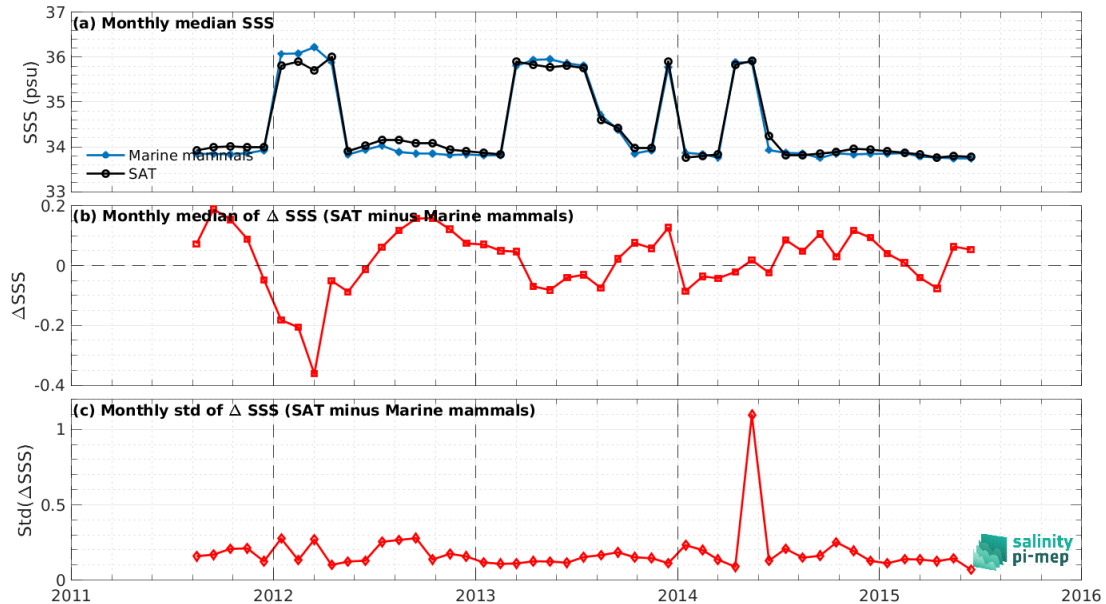 37
(a) Monthly median SSS
36
35
34
33
SSS (psu)
Marine mammals
SAT
0.2
(b) Monthly median of Δ SSS (SAT minus Marine mammals)
0
-0.2
-0.4
ΔSSS
(c) Monthly std of Δ SSS (SAT minus Marine mammals)
1
0.5
0
Std(ΔSSS)
salinity
pi-mep
2011 2012 2013 2014 2015 2016